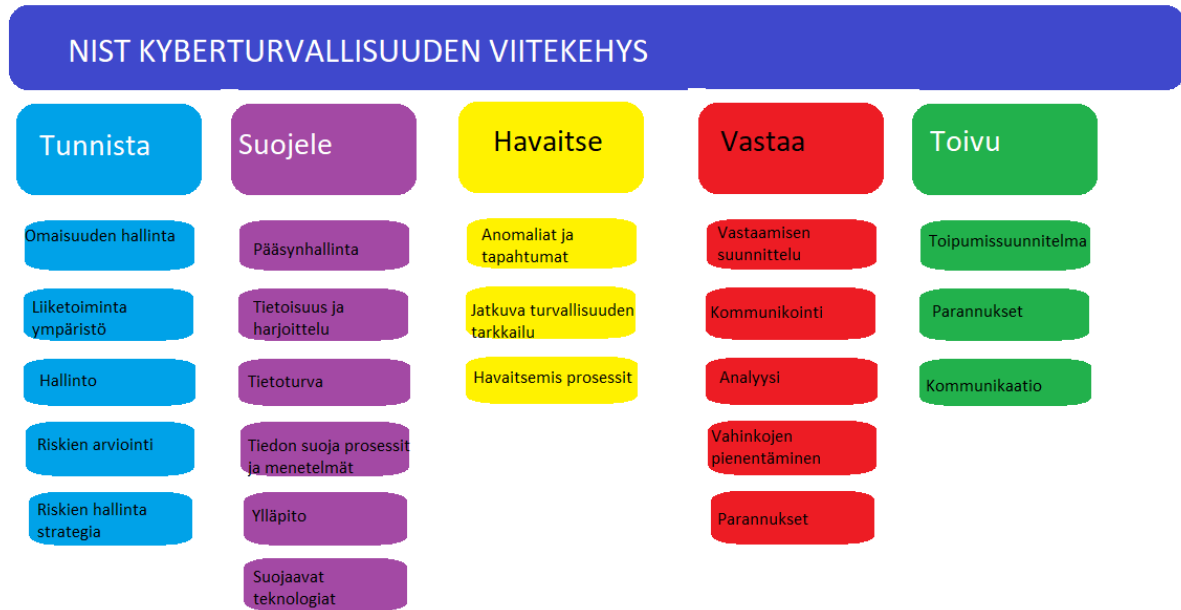 NIST KYBERTURVALLISUUDEN VIITEKEHYS
Tunnista
Omaisuuden hallinta
Liiketoiminta
ympäristö
Hallinto
Riskien arviointi
Riskien hallinta
strategia
Suojele
Pääsynhallinta
Tietoisuus ja
harjoittelu
Tietoturva
Tiedon suoja prosessit
ja menetelmät
Ylläpito
Suojaavat
teknologiat
Havaitse
Anomaliat ja
tapahtumat
Jatkuva turvallisuuden
tarkkailu
Havaitsemis prosessit
Vastaa
Vastaamisen
suunnittelu
Kommunikointi
Analyysi
Vahinkojen
pienentäminen
Parannukset
Toivu
Toipumissuunnitelma
Parannukset
Kommunikaatio